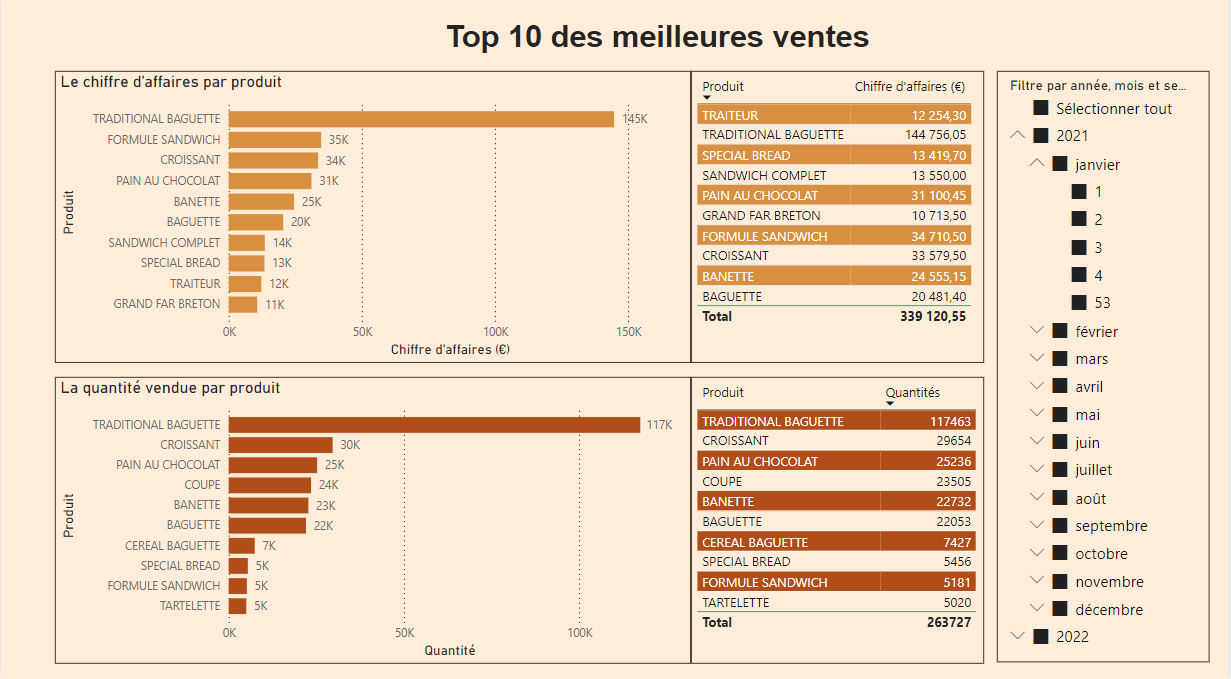 Top 10 des meilleures ventes
Le chiffre d'affaires par produit
TRADITIONAL BAGUETTE 145K
FORMULE SANDWICH 35K
CROISSANT 34K
PAIN AU CHOCOLAT 31K
BANETTE 25K
BAGUETTE 20K
SANDWICH COMPLET 14K
SPECIAL BREAD 13K
TRAITEUR 12K
GRAND FAR BRETON 11K
Produit
0K 50K 100K 150K
Chiffre d'affaires (€)
Produit Chiffre d'affaires (€)
TRAITEUR 12 254,30
TRADITIONAL BAGUETTE 144 756,05
SPECIAL BREAD 13 419,70
SANDWICH COMPLET 13 550,00
PAIN AU CHOCOLAT 31 100,45
GRAND FAR BRETON 10 713,50
FORMULE SANDWICH 34 710,50
CROISSANT 33 579,50
BANETTE 24 555,15
BAGUETTE 20 481,40
Total 339 120,55
La quantité vendue par produit
TRADITIONAL BAGUETTE 117K
CROISSANT 30K
PAIN AU CHOCOLAT 25K
COUPE 24K
BANETTE 23K
BAGUETTE 22K
CEREAL BAGUETTE 7K
SPECIAL BREAD 5K
FORMULE SANDWICH 5K
TARTELETTE 5K
Produit
0K 50K 100K
Quantité
Produit Quantités
TRADITIONAL BAGUETTE 117463
CROISSANT 29654
PAIN AU CHOCOLAT 25236
COUPE 23505
BANETTE 22732
BAGUETTE 22053
CEREAL BAGUETTE 7427
SPECIAL BREAD 5456
FORMULE SANDWICH 5181
TARTELETTE 5020
Total 263727
Filtre par année, mois et se...
Sélectionner tout
2021
janvier
1
2
3
4
53
février
mars
avril
mai
juin
juillet
août
septembre
octobre
novembre
décembre
2022